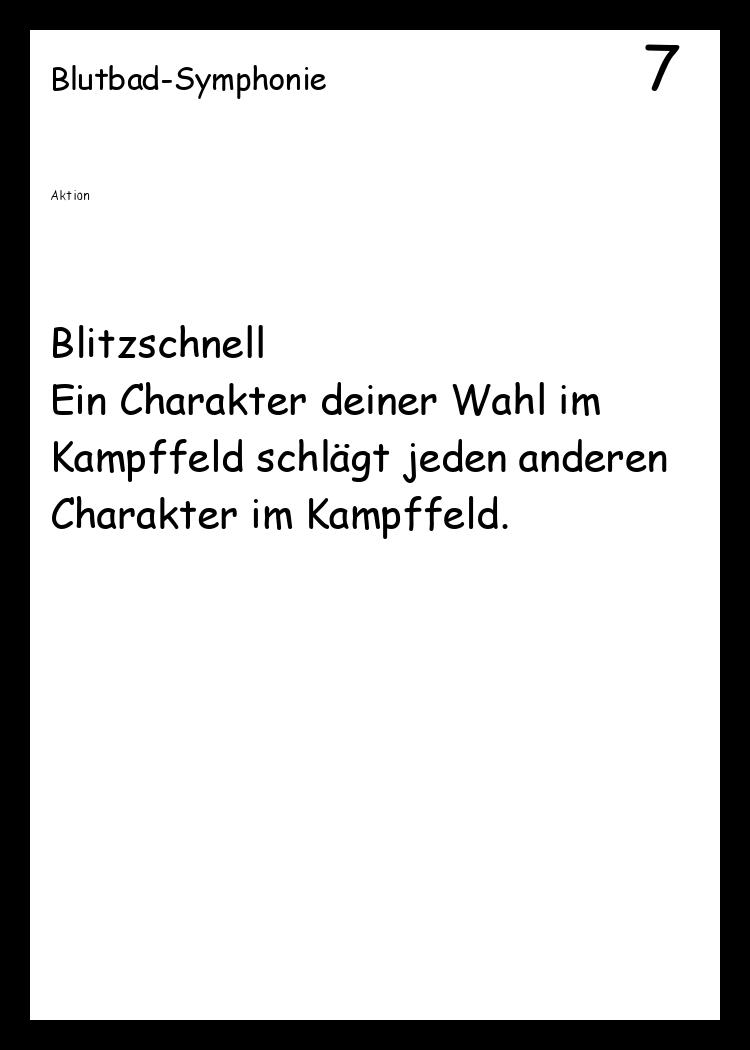 Blutbad-Symphonie 7
Aktion
Blitzschnell
Ein Charakter deiner Wahl im
Kampffeld schlägt jeden anderen
Charakter im Kampffeld.